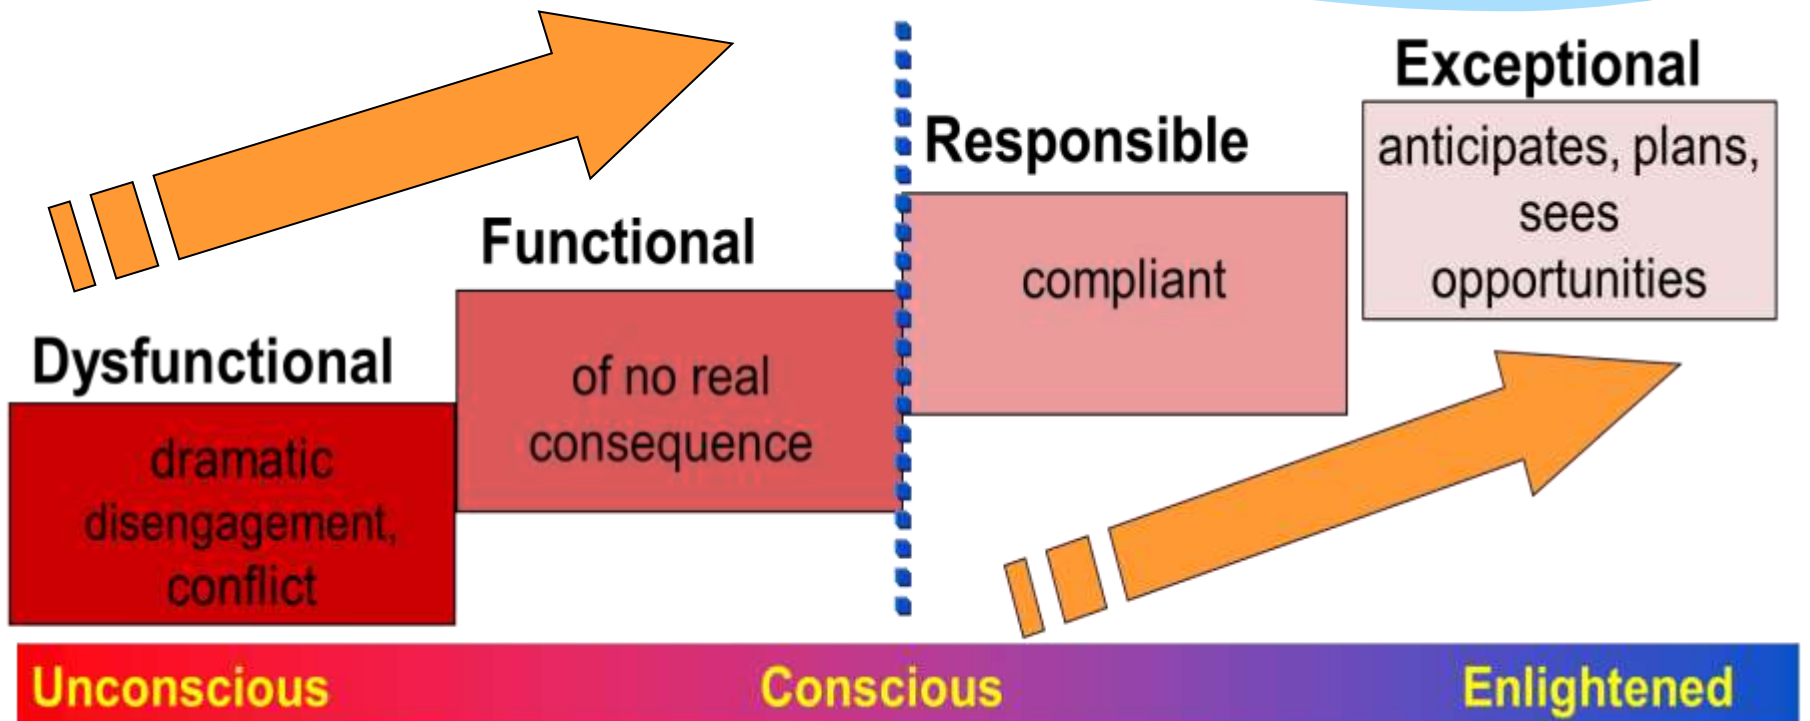 Dysfunctional
dramatic
disengagement,
conflict
Functional
of no real
consequence
Responsible
compliant
Exceptional
anticipates, plans,
sees
opportunities
Unconscious
Conscious
Enlightened